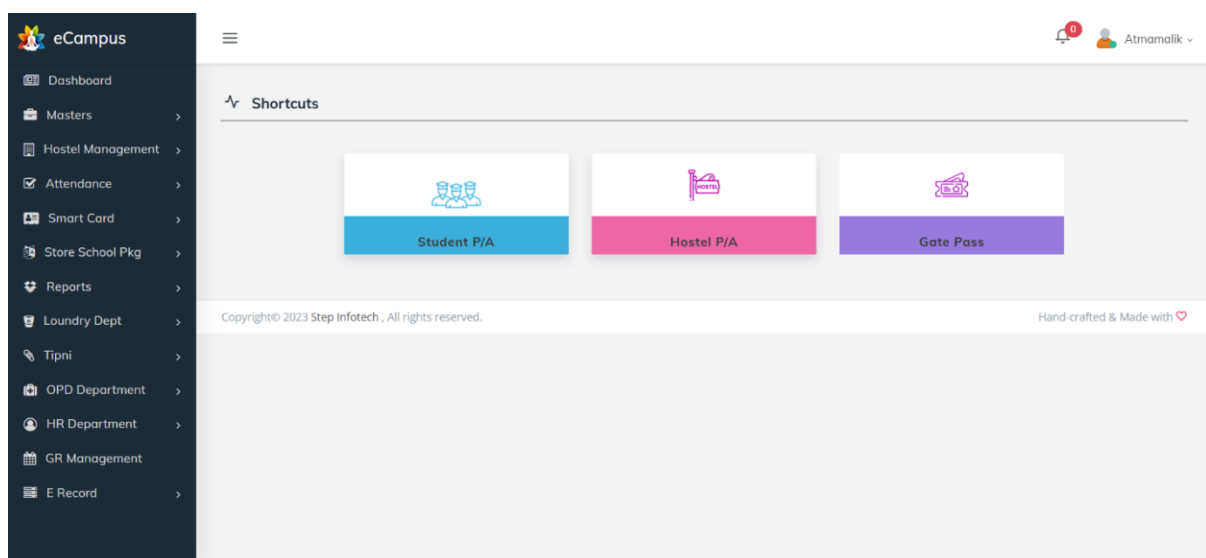 eCampus
0
Atmamalik
Dashboard
Masters
Hostel Management
Attendance
Smart Card
Store School Pkg
Reports
Loundry Dept
Tipni
OPD Department
HR Department
GR Management
E Record
Shortcuts
HOSTEL
Student P/A
Hostel P/A
Gate Pass
Copyright© 2023 Step Infotech , All rights reserved.
Hand-crafted & Made with ♡